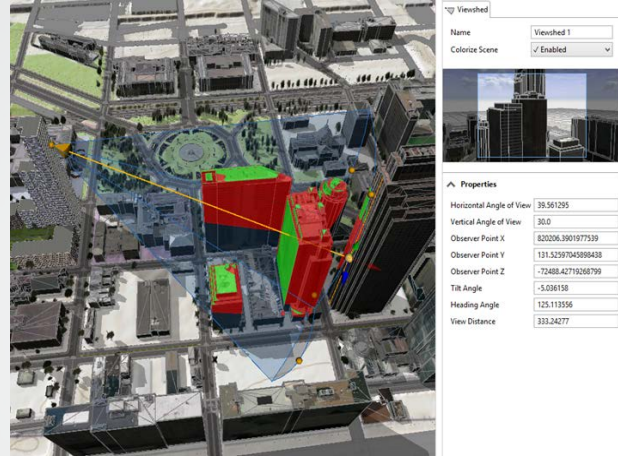 Viewshed
Name Viewshed 1
Colorize Scene ✓ Enabled
Properties
Horizontal Angle of View 39.561295
Vertical Angle of View 30.0
Observer Point X 820206.3901977539
Observer Point Y 131.52597045898438
Observer Point Z -72488.42719268799
Tilt Angle -5.036158
Heading Angle 125.113556
View Distance 333.24277